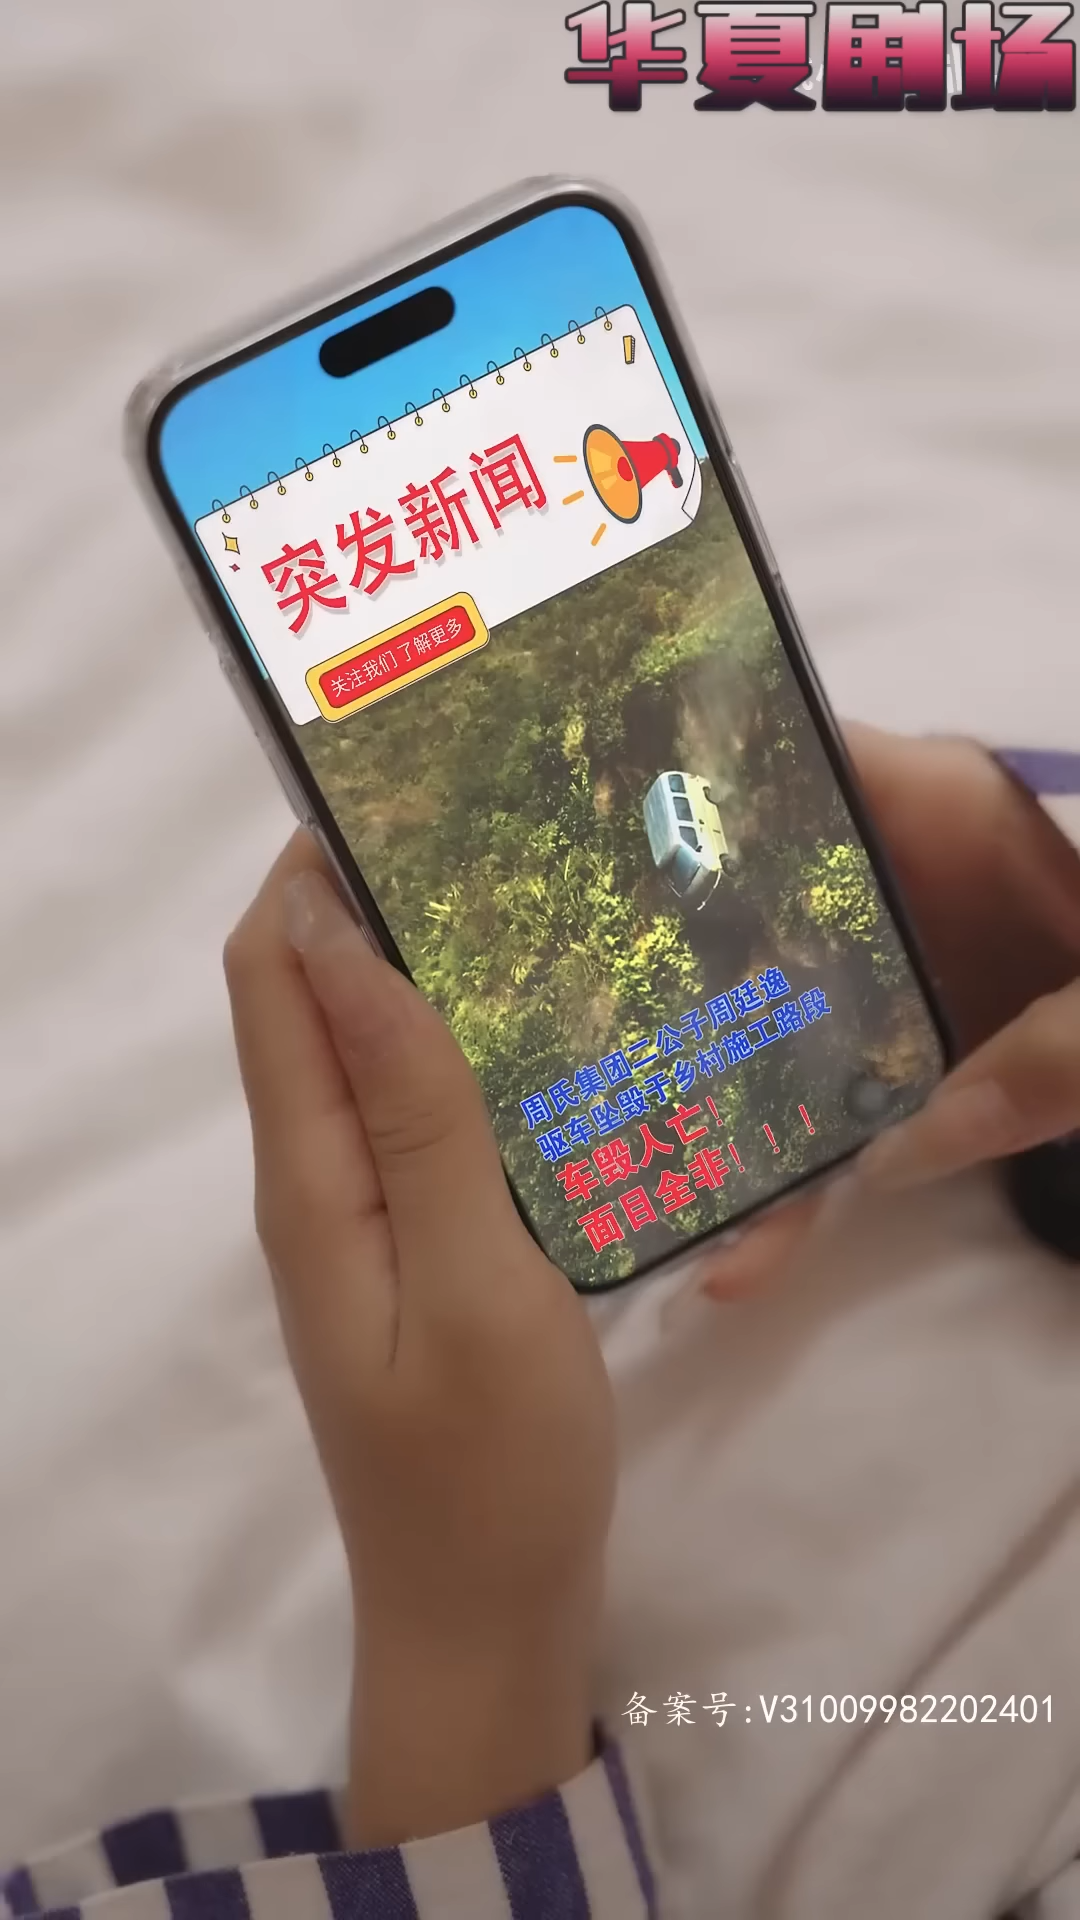 华夏剧场
突发新闻
关注我们 了解更多
周氏集团二公子周廷逸
驱车坠毁于乡村施工路段
车毁人亡！
面目全非！！！
备案号:V31009982202401